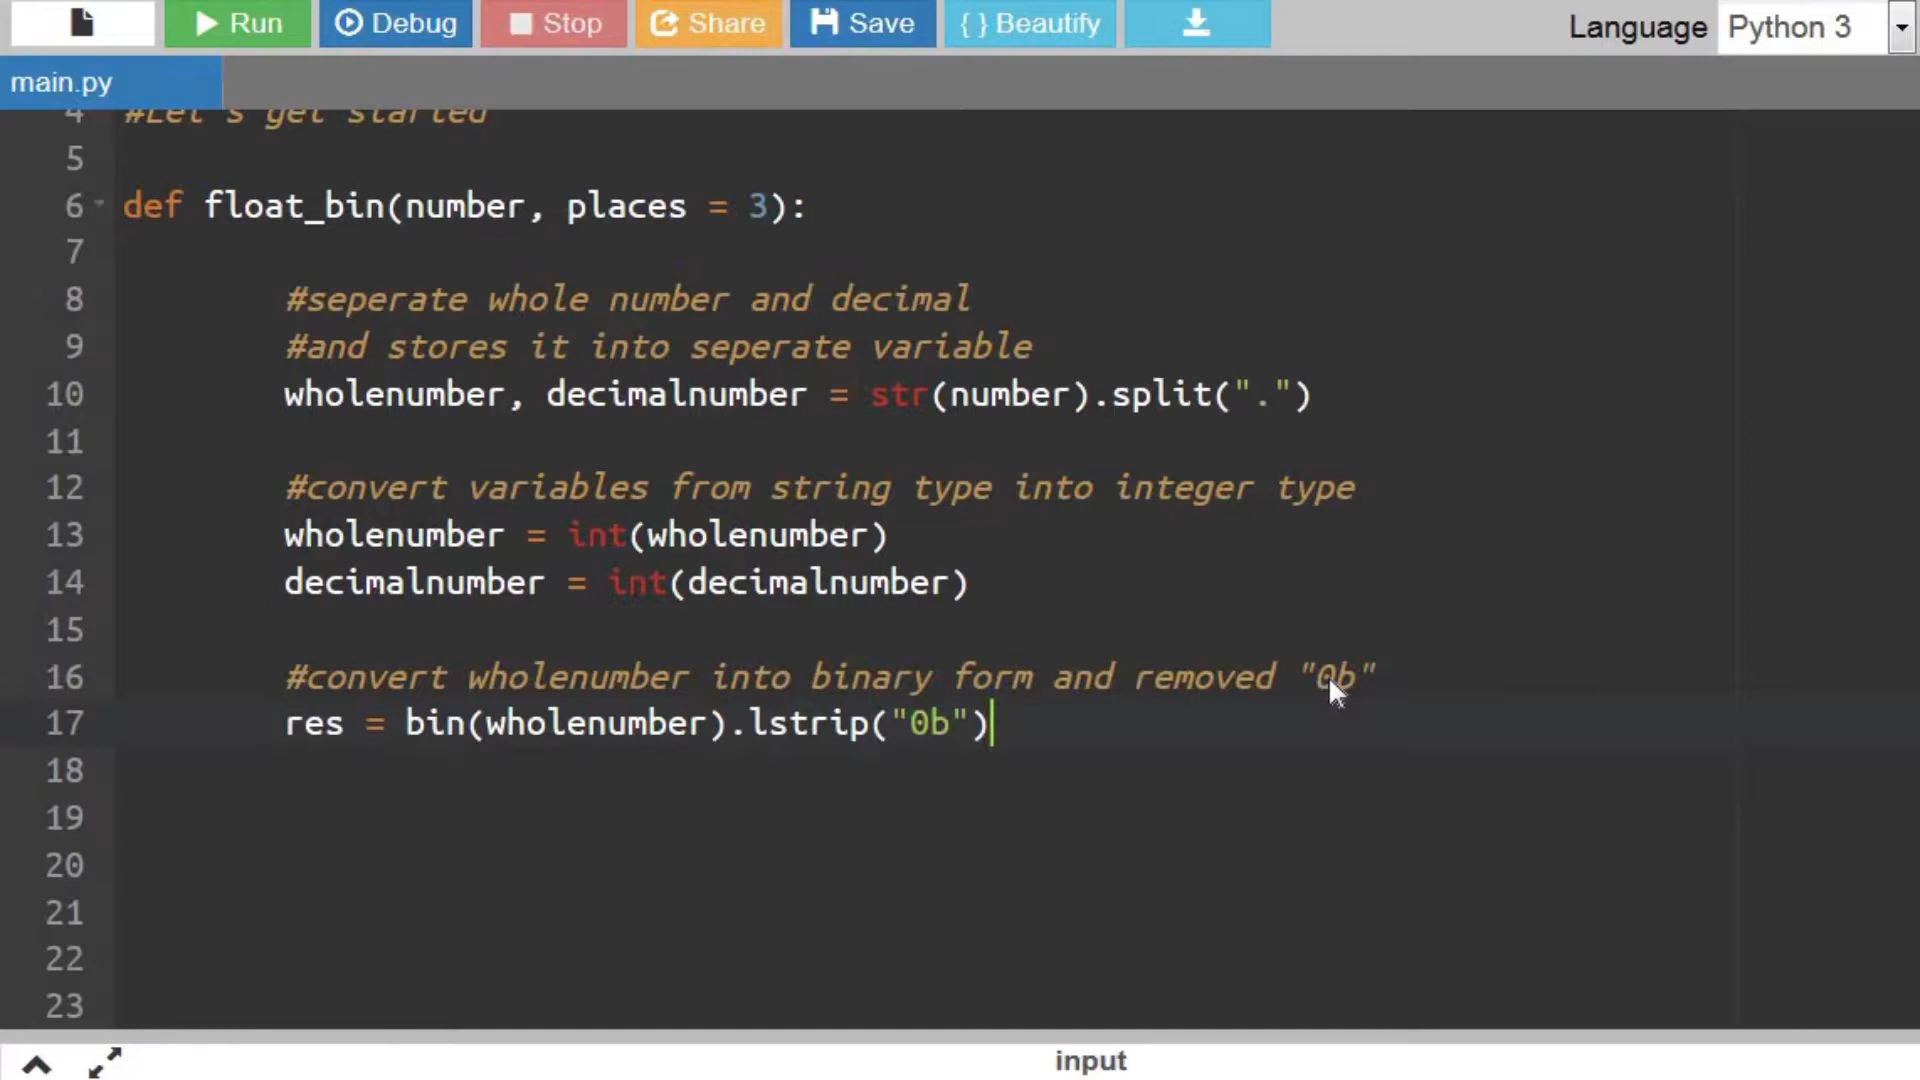 Run Debug Stop Share Save { } Beautify Language Python 3
main.py
4 #Let's get started
5
6 def float_bin(number, places = 3):
7
8 #seperate whole number and decimal
9 #and stores it into seperate variable
10 wholenumber, decimalnumber = str(number).split(".")
11
12 #convert variables from string type into integer type
13 wholenumber = int(wholenumber)
14 decimalnumber = int(decimalnumber)
15
16 #convert wholenumber into binary form and removed "0b"
17 res = bin(wholenumber).lstrip("0b")
18
19
20
21
22
23
input